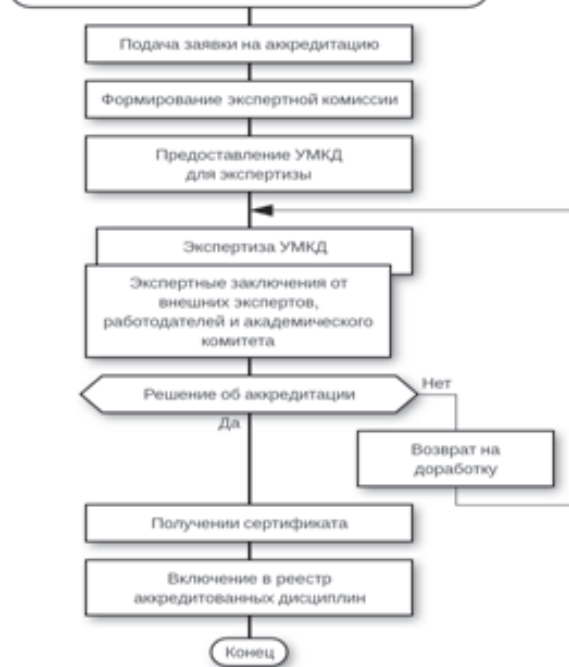 Подача заявки на аккредитацию
Формирование экспертной комиссии
Предоставление УМКД
для экспертизы
Экспертиза УМКД
Экспертные заключения от
внешних экспертов,
работодателей и академического
комитета
Решение об аккредитации
Нет
Да
Возврат на
доработку
Получении сертификата
Включение в реестр
аккредитованных дисциплин
Конец